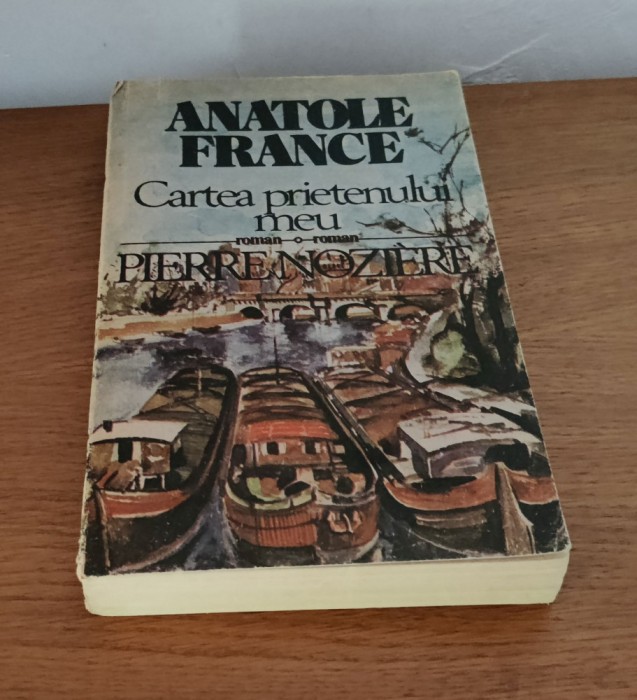 ANATOLE
FRANCE
Cartea prietenului
meu
roman-o-roman
PIERRE NOZIÈRE